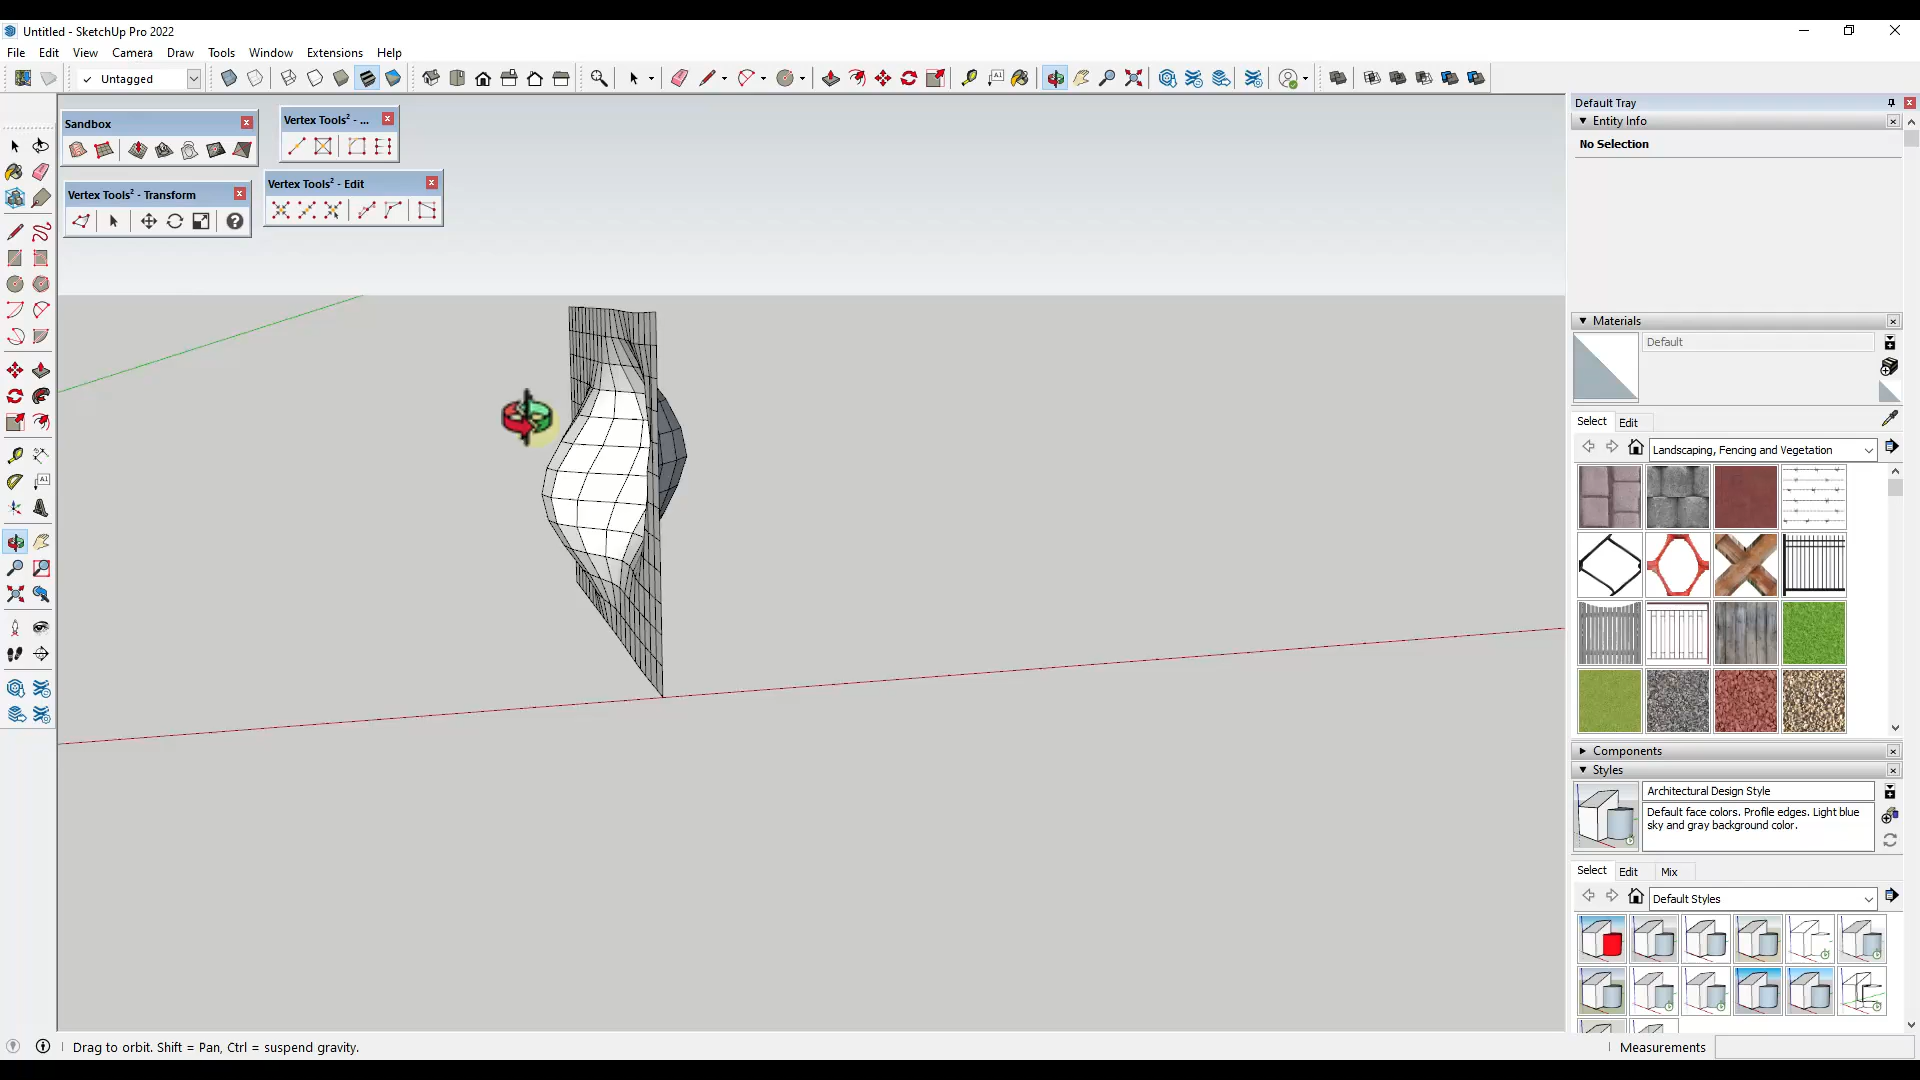 Untitled - SketchUp Pro 2022
File Edit View Camera Draw Tools Window Extensions Help
Untagged
Default Tray
Entity Info
No Selection
Sandbox
Vertex Tools² - ...
Vertex Tools² - Transform
Vertex Tools² - Edit
Materials
Default
Select Edit
Landscaping, Fencing and Vegetation
Components
Styles
Architectural Design Style
Default face colors. Profile edges. Light blue
sky and gray background color.
Select Edit Mix
Default Styles
Drag to orbit. Shift = Pan, Ctrl = suspend gravity.
Measurements